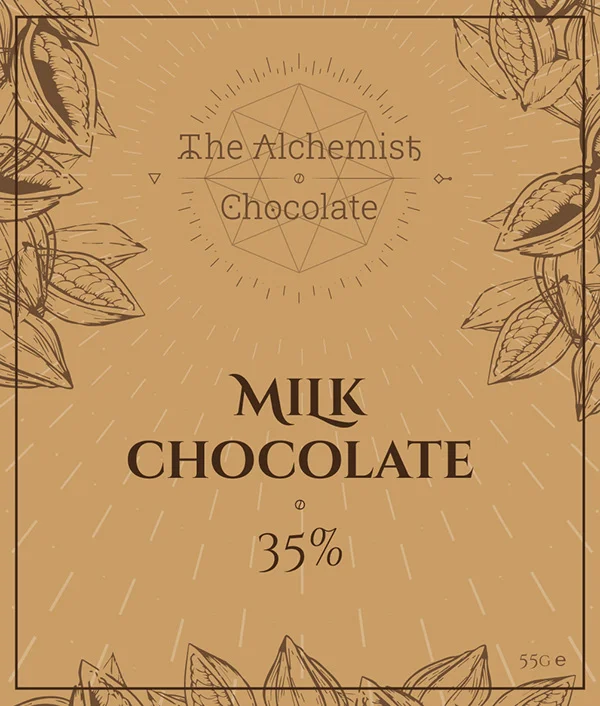 The Alchemist
Chocolate
MILK
CHOCOLATE
35%
55G e